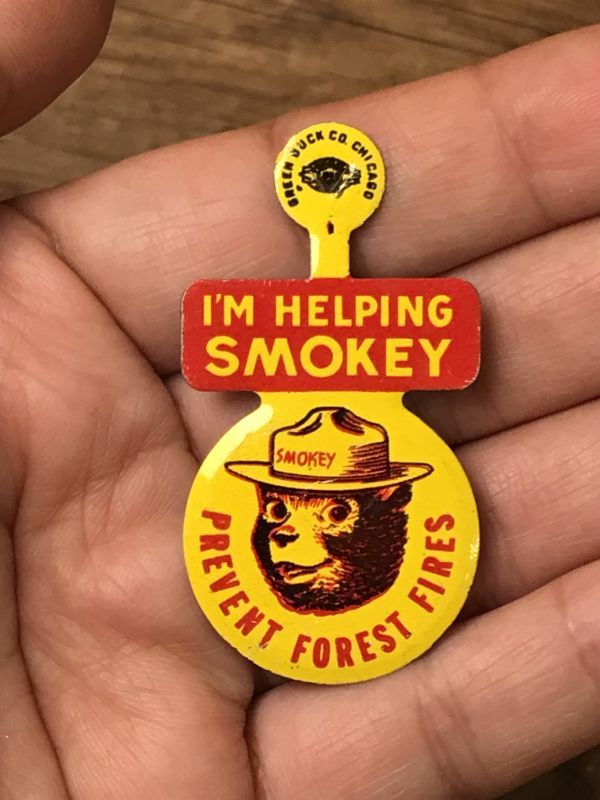 GREEN DUCK CO. CHICAGO
I'M HELPING
SMOKEY
SMOKEY
PREVENT FOREST FIRES